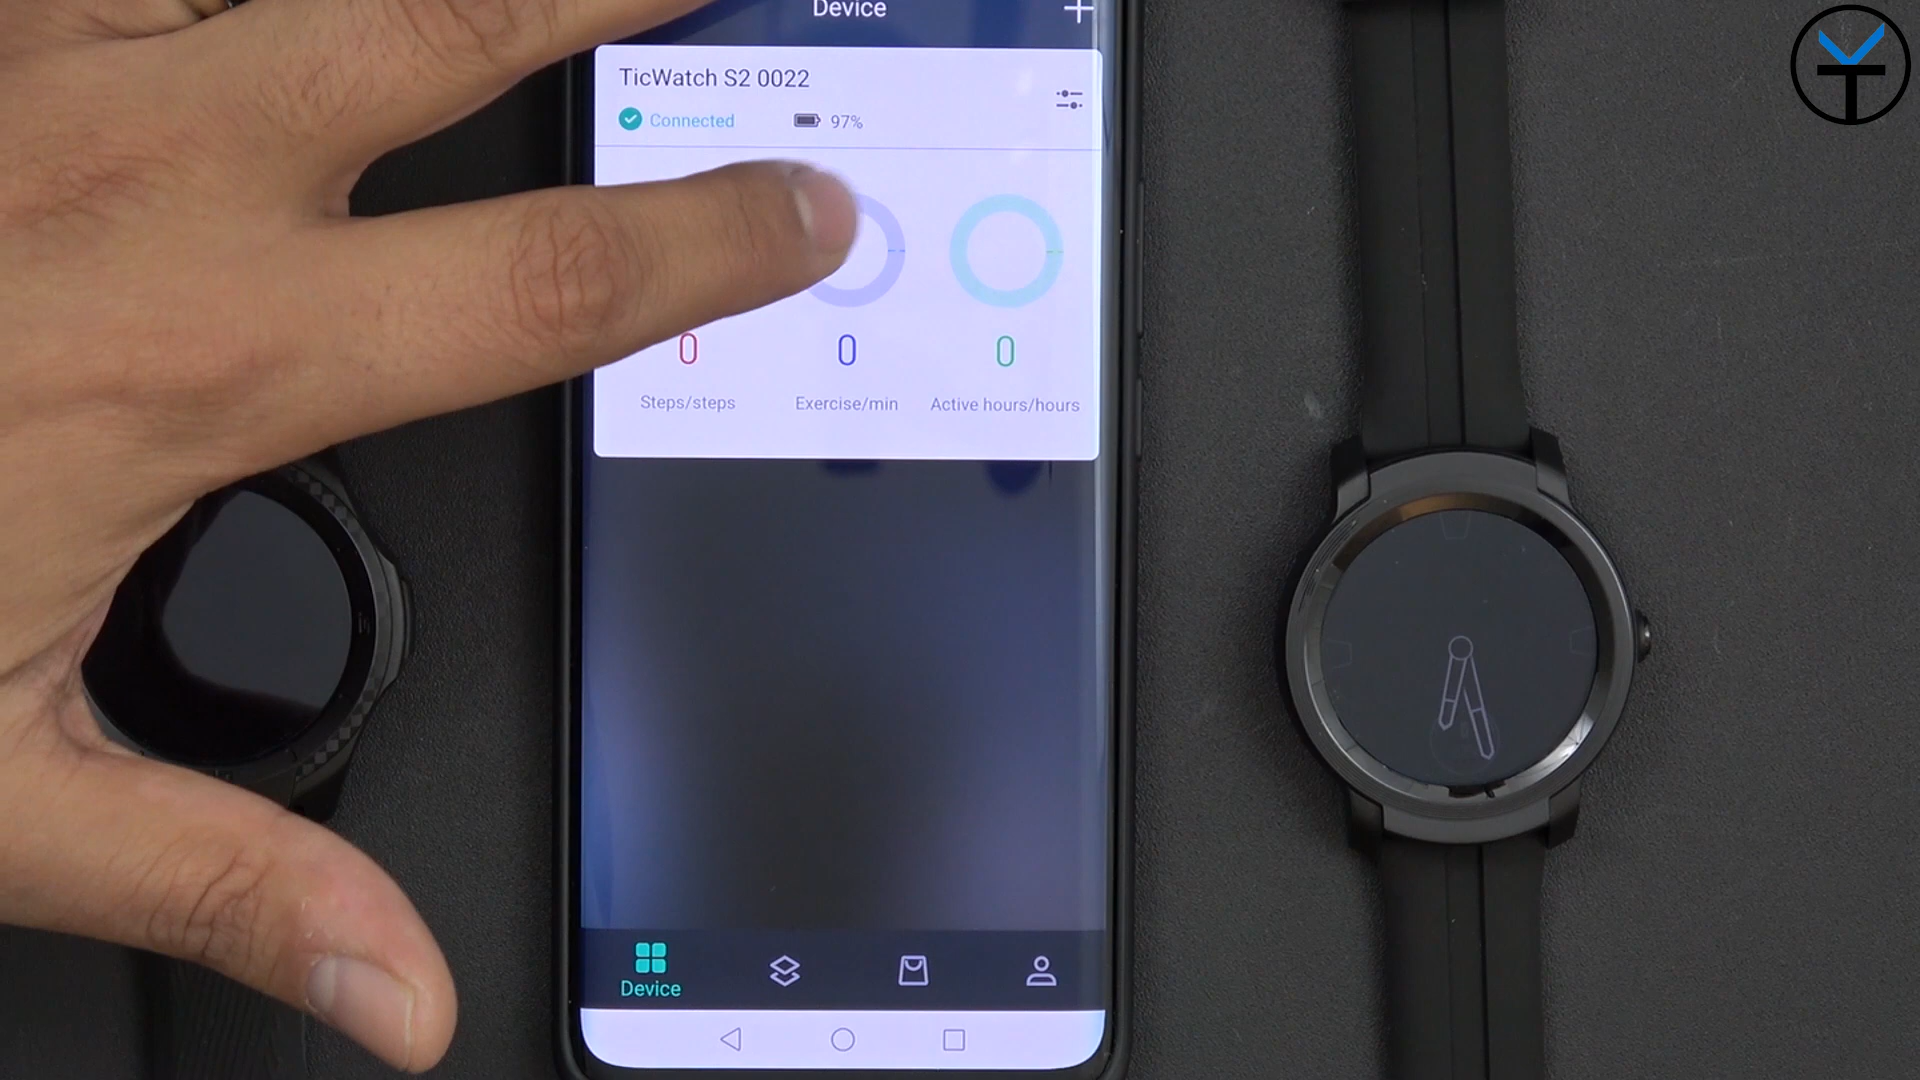 Device
TicWatch S2 0022
Connected 97%
0 0 0
Steps/steps Exercise/min Active hours/hours
Device